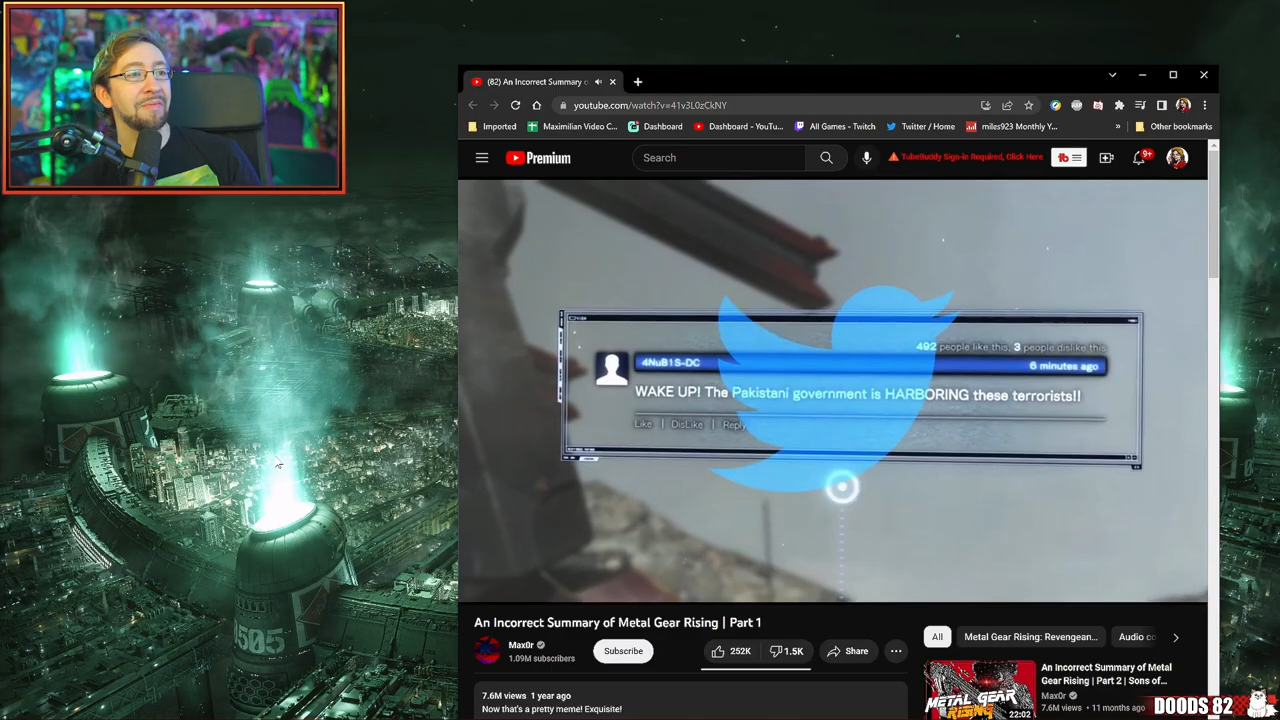 (82) An Incorrect Summary o
youtube.com/watch?v=41v3L0zCkNY
Imported
Maximilian Video C...
Dashboard
Dashboard - YouTu...
All Games - Twitch
Twitter / Home
miles923 Monthly Y...
»
Other bookmarks
Premium
Search
TubeBuddy Sign-in Required, Click Here
tb
9+
492 people like this, 3 people dislike this
4NuB1S-DC
6 minutes ago
WAKE UP! The Pakistani government is HARBORING these terrorists!!
Like | DisLike | Reply
An Incorrect Summary of Metal Gear Rising | Part 1
Max0r
1.09M subscribers
Subscribe
252K
1.5K
Share
7.6M views 1 year ago
Now that's a pretty meme! Exquisite!
All
Metal Gear Rising: Revengean...
Audio co
METAL GEAR
RISING
22:02
An Incorrect Summary of Metal
Gear Rising | Part 2 | Sons of...
Max0r
7.6M views • 11 months ago
DOODS 82